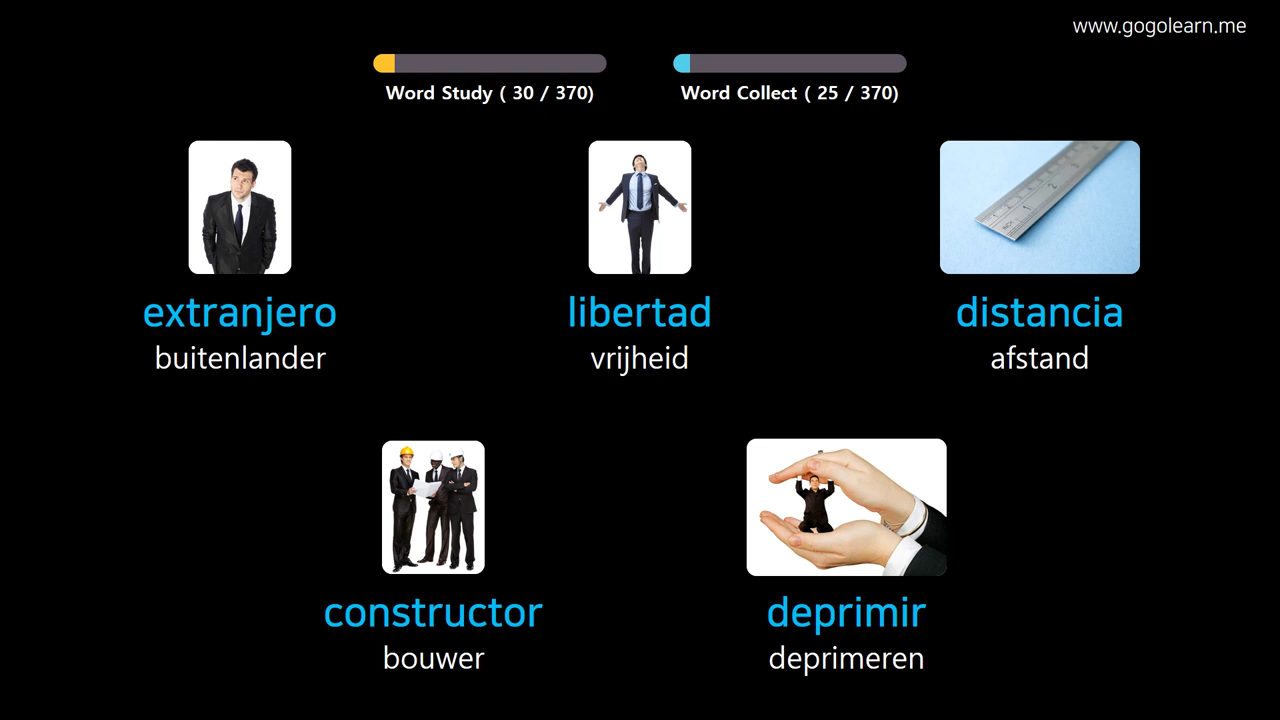 www.gogolearn.me
Word Study ( 30 / 370)
Word Collect ( 25 / 370)
extranjero
buitenlander
libertad
vrijheid
distancia
afstand
constructor
bouwer
deprimir
deprimeren